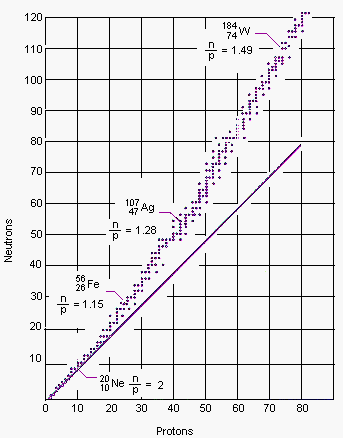 120
110
100
90
80
70
60
50
40
30
20
10
Neutrons
184
74 W
n/p = 1.49
107
47 Ag
n/p = 1.28
56
26 Fe
n/p = 1.15
20
10 Ne n/p = 2
0 10 20 30 40 50 60 70 80 90
Protons